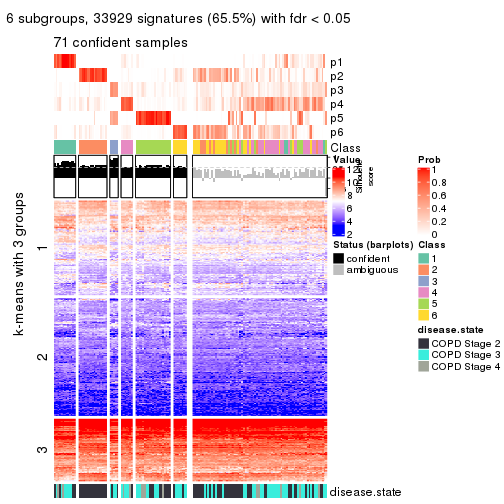 6 subgroups, 33929 signatures (65.5%) with fdr < 0.05
71 confident samples
p1
p2
p3
p4
p5
p6
Class
k-means with 3 groups
1
2
3
Value
12
8
6
4
2
score
Prob
1
0.8
0.6
0.4
0.2
0
Status (barplots)
confident
ambiguous
Class
1
2
3
4
5
6
disease.state
COPD Stage 2
COPD Stage 3
COPD Stage 4
disease.state